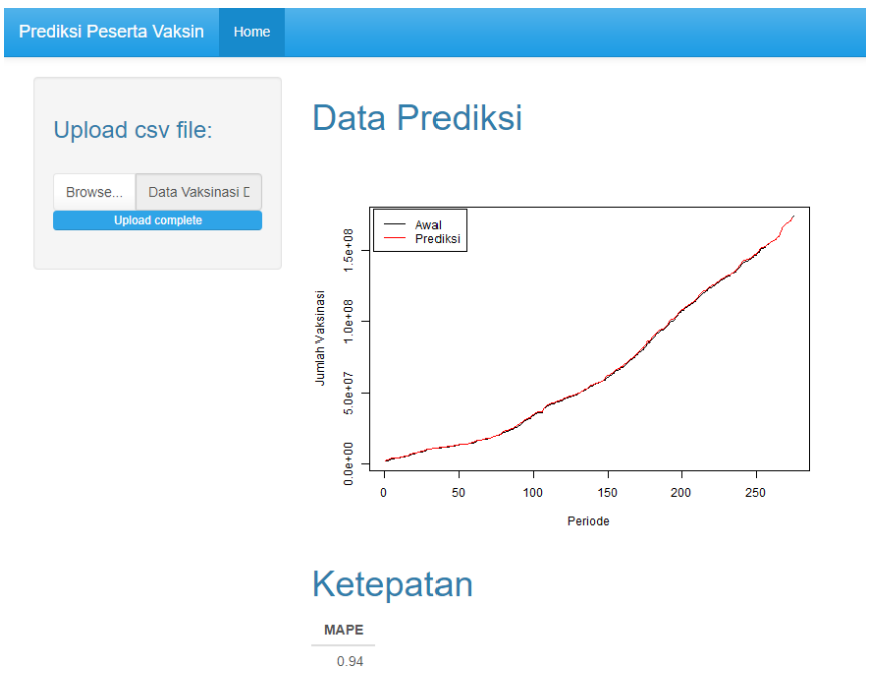 Prediksi Peserta Vaksin Home
Upload csv file:
Browse... Data Vaksinasi D
Upload complete
Data Prediksi
Awal
Prediksi
Jumlah Vaksinasi
0.0e+00 5.0e+07 1.0e+08 1.5e+08
0 50 100 150 200 250
Periode
Ketepatan
MAPE
0.94